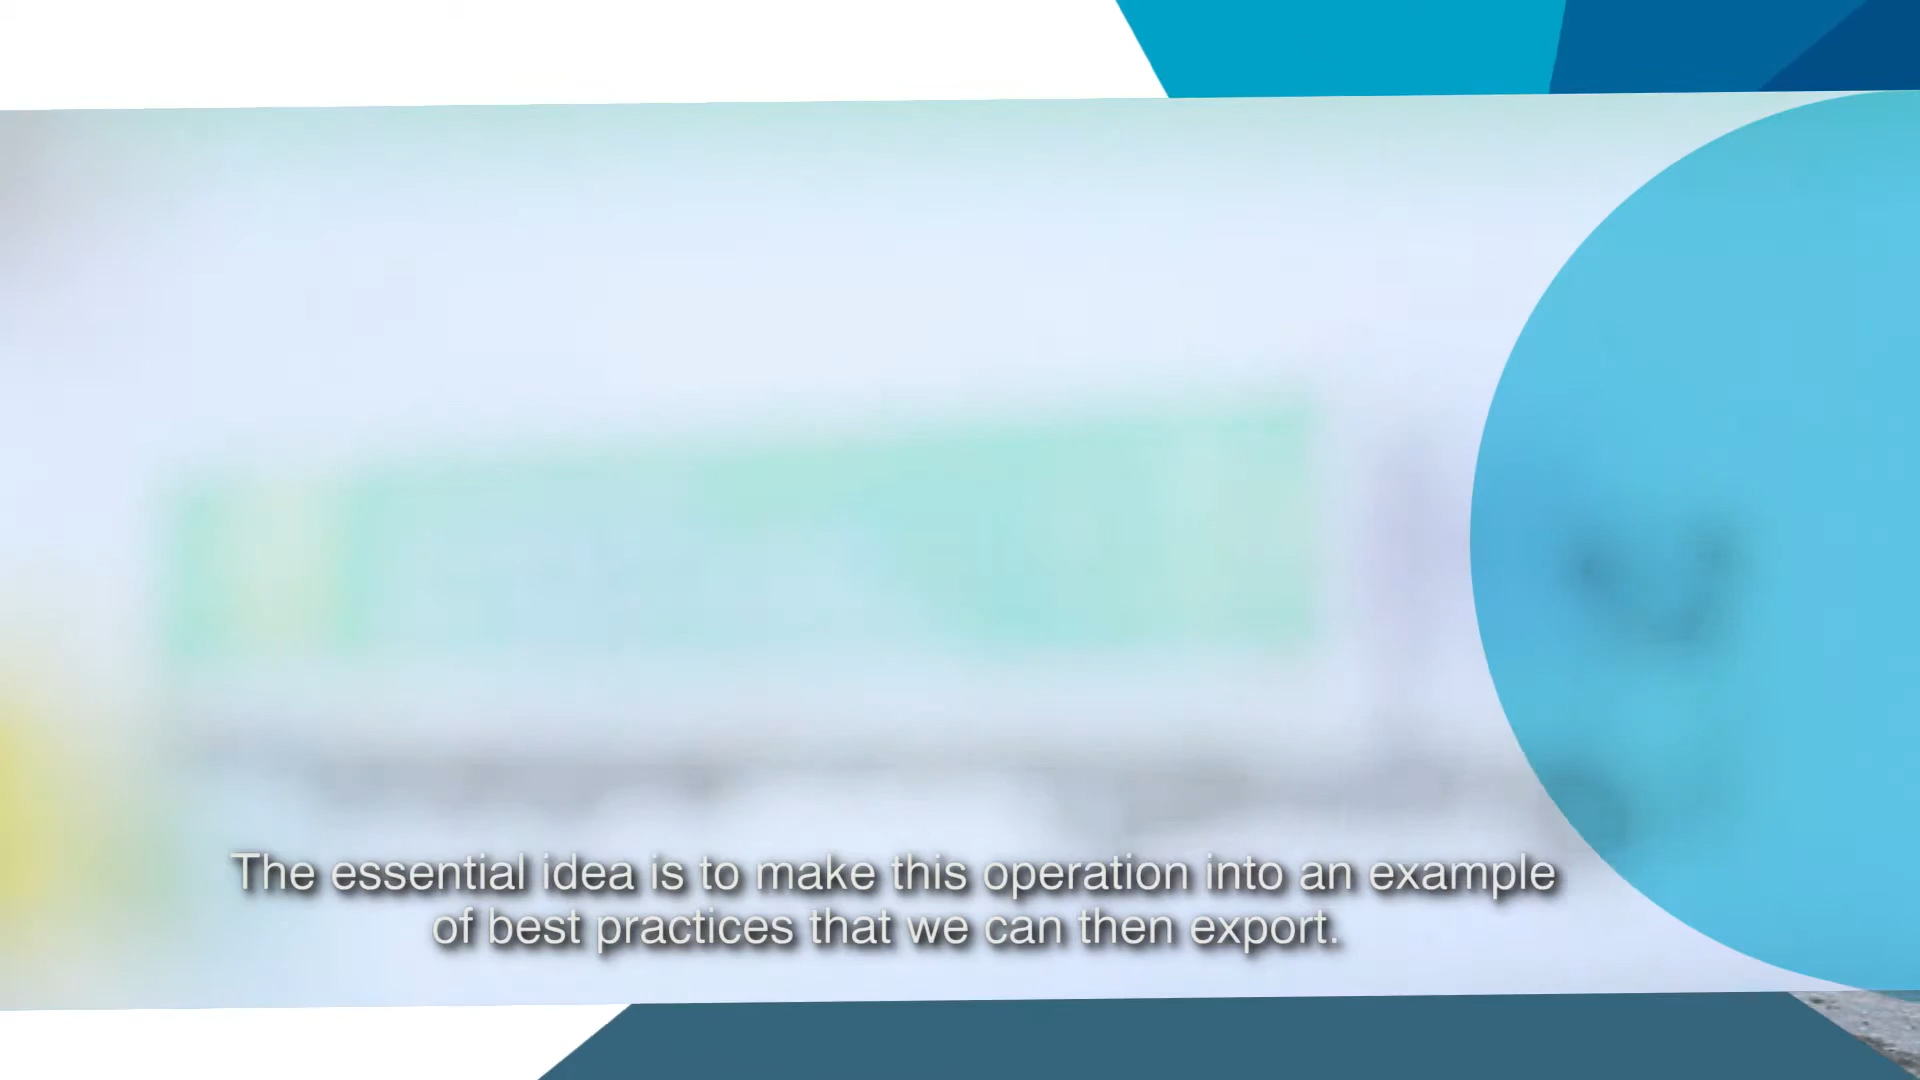 The essential idea is to make this operation into an example
of best practices that we can then export.